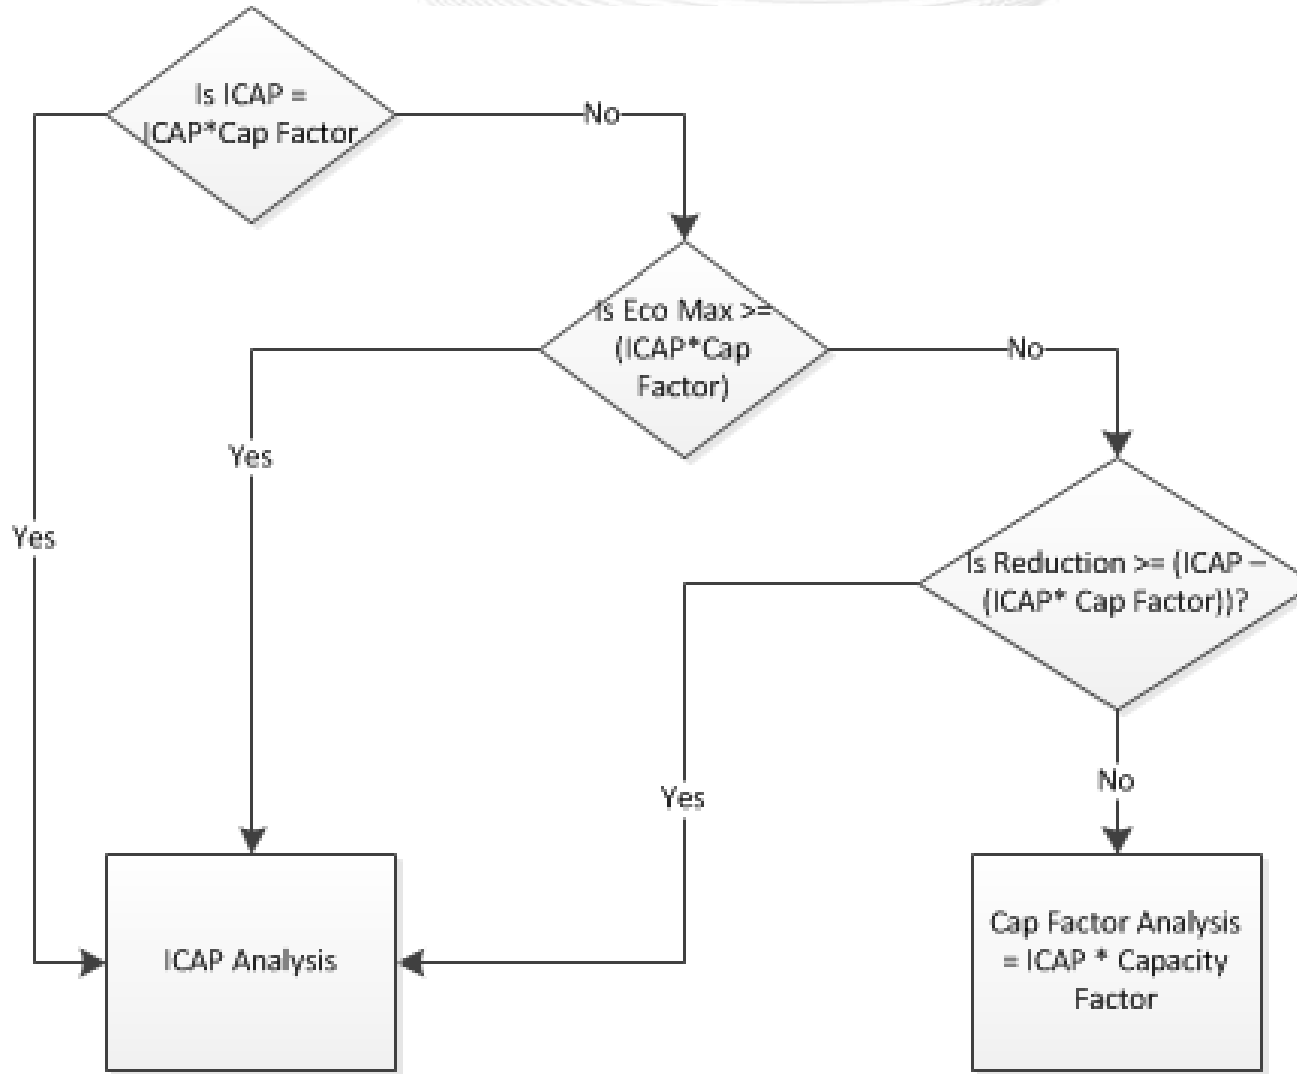 Is ICAP =
ICAP*Cap Factor
No
Is Eco Max >=
(ICAP*Cap
Factor)
No
Yes
Yes
Is Reduction >= (ICAP –
(ICAP* Cap Factor))?
No
Yes
ICAP Analysis
Cap Factor Analysis
= ICAP * Capacity
Factor